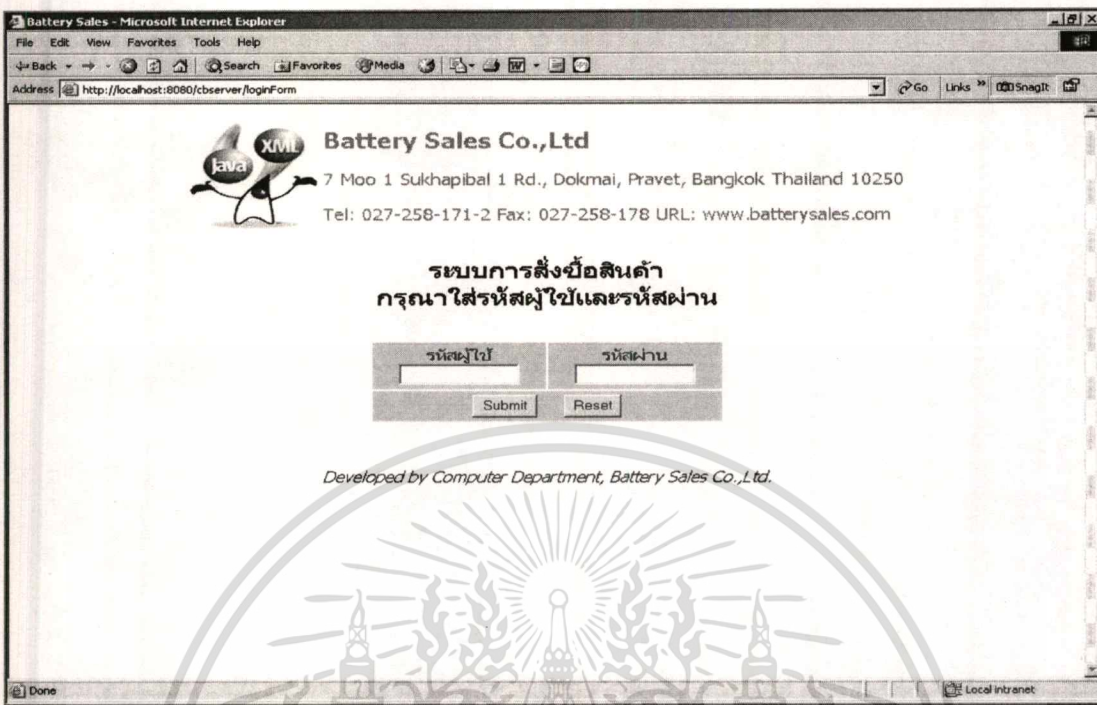 Battery Sales - Microsoft Internet Explorer
File Edit View Favorites Tools Help
Back Search Favorites Media
Address http://localhost:8080/cbserver/loginForm Go Links » SnagIt
Java XML
Battery Sales Co.,Ltd
7 Moo 1 Sukhapibal 1 Rd., Dokmai, Pravet, Bangkok Thailand 10250
Tel: 027-258-171-2 Fax: 027-258-178 URL: www.batterysales.com
ระบบการสั่งซื้อสินค้า
กรุณาใส่รหัสผู้ใช้และรหัสผ่าน
รหัสผู้ใช้ รหัสผ่าน
Submit Reset
Developed by Computer Department, Battery Sales Co.,Ltd.
Done Local intranet